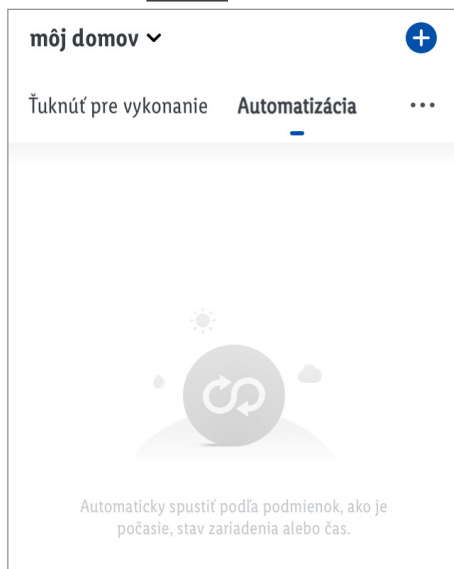 môj domov
Ťuknúť pre vykonanie Automatizácia
Automaticky spustiť podľa podmienok, ako je
počasie, stav zariadenia alebo čas.